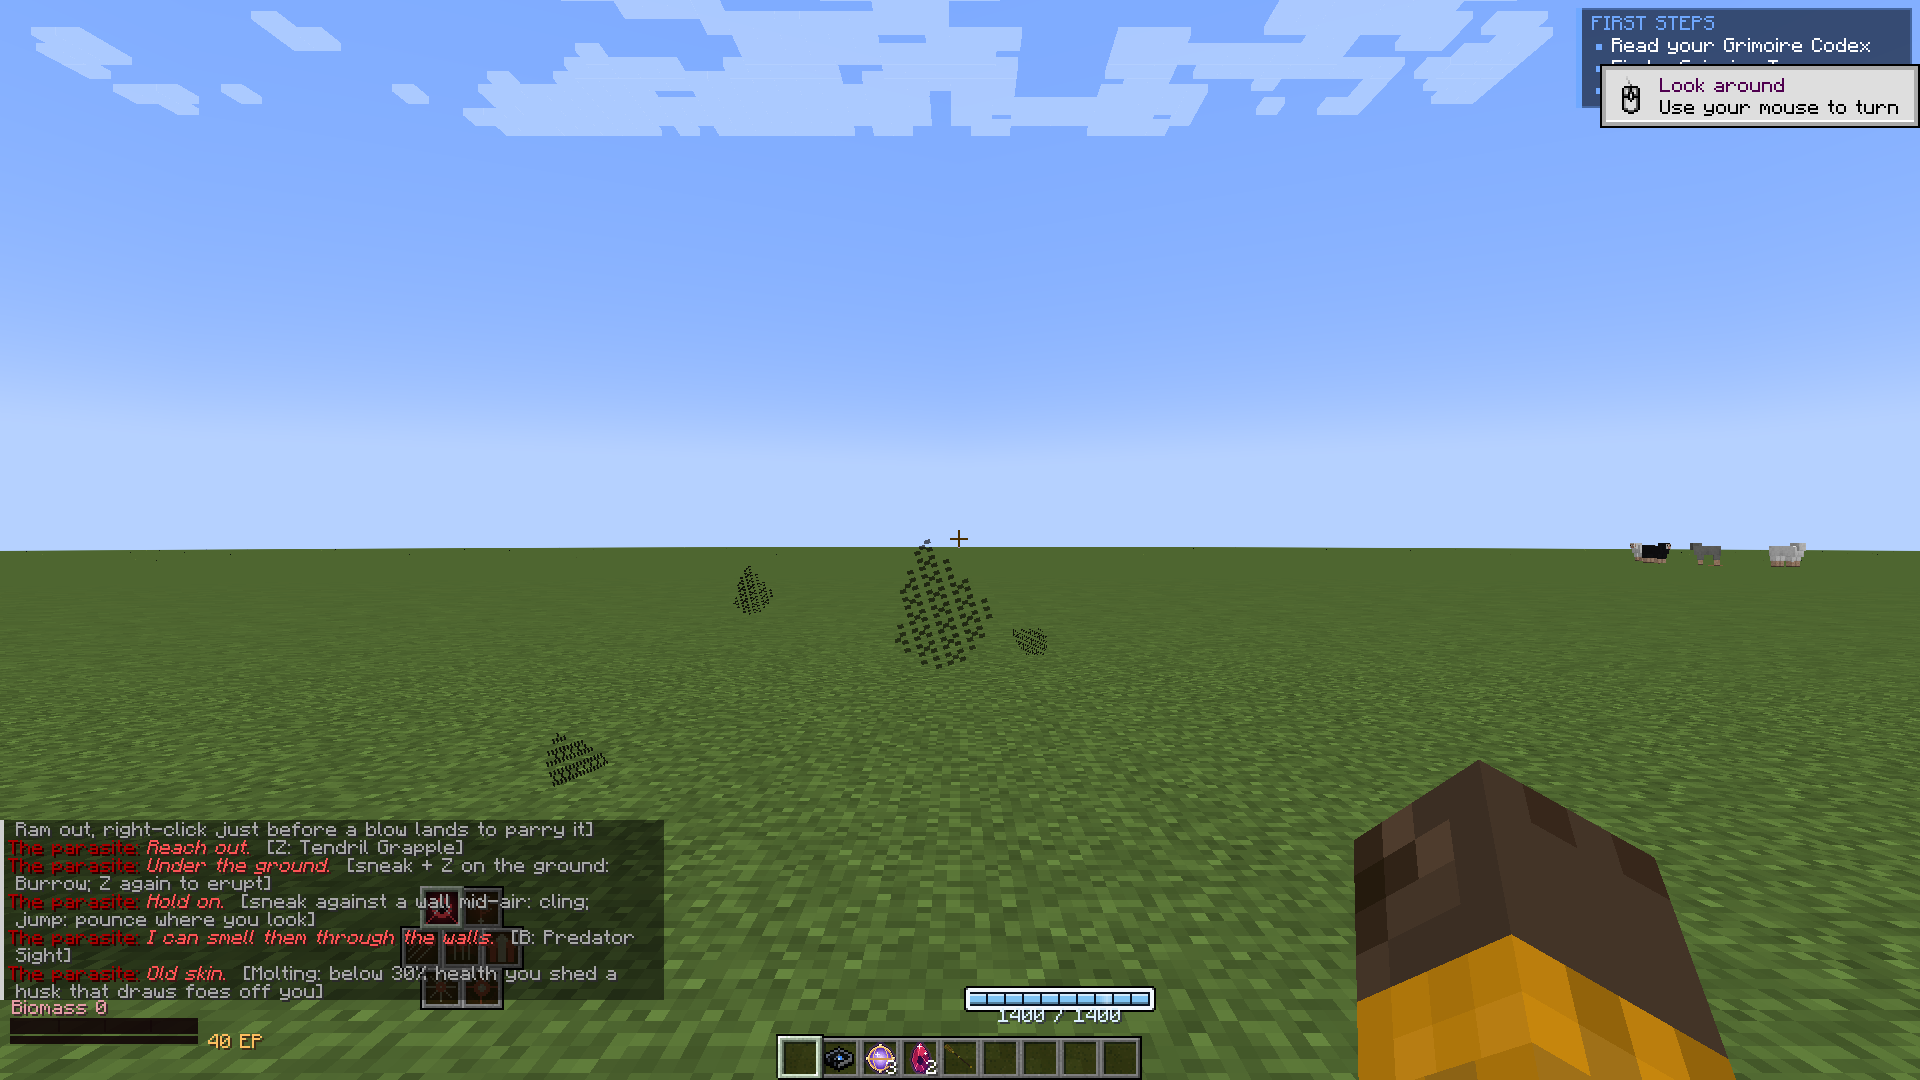 FIRST STEPS
Read your Grimoire Codex
Look around
Use your mouse to turn
Ram out, right-click just before a blow lands to parry it]
The parasite: Reach out. [Z: Tendril Grapple]
The parasite: Under the ground. [sneak + Z on the ground:
Burrow; Z again to erupt]
The parasite: Hold on. [sneak against a wall mid-air: cling;
jump: pounce where you look]
The parasite: I can smell them through the walls. [B: Predator
Sight]
The parasite: Old skin. [Molting: below 30% health you shed a
husk that draws foes off you]
Biomass 0
40 EP
1400 / 1400
3
2